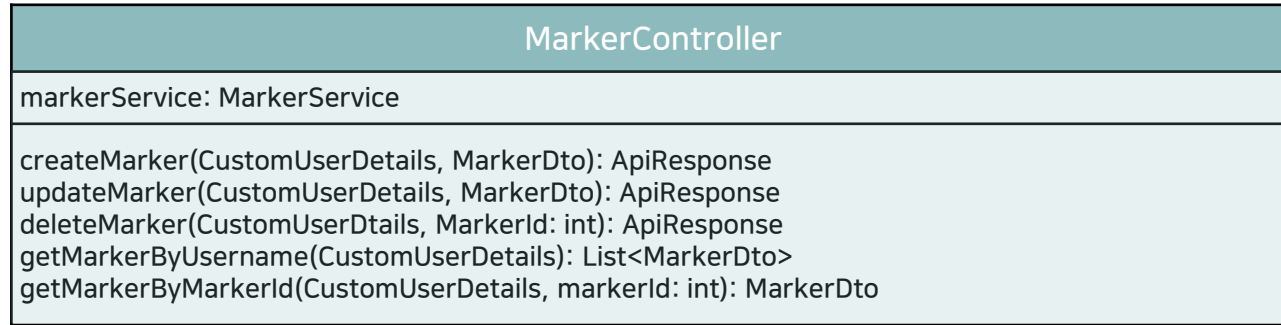 MarkerController
markerService: MarkerService
createMarker(CustomUserDetails, MarkerDto): ApiResponse
updateMarker(CustomUserDetails, MarkerDto): ApiResponse
deleteMarker(CustomUserDtails, MarkerId: int): ApiResponse
getMarkerByUsername(CustomUserDetails): List<MarkerDto>
getMarkerByMarkerId(CustomUserDetails, markerId: int): MarkerDto